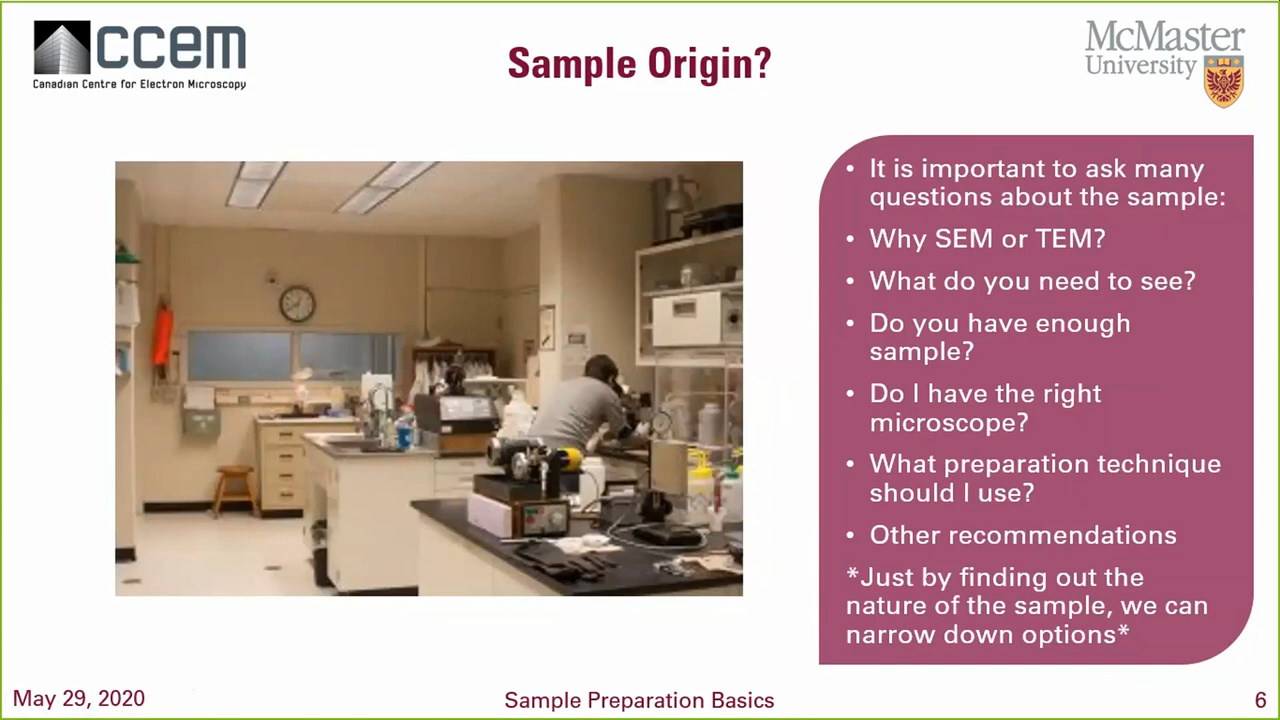 ccem
Canadian Centre for Electron Microscopy
Sample Origin?
McMaster
University
• It is important to ask many
questions about the sample:
• Why SEM or TEM?
• What do you need to see?
• Do you have enough
sample?
• Do I have the right
microscope?
• What preparation technique
should I use?
• Other recommendations
*Just by finding out the
nature of the sample, we can
narrow down options*
May 29, 2020
Sample Preparation Basics
6